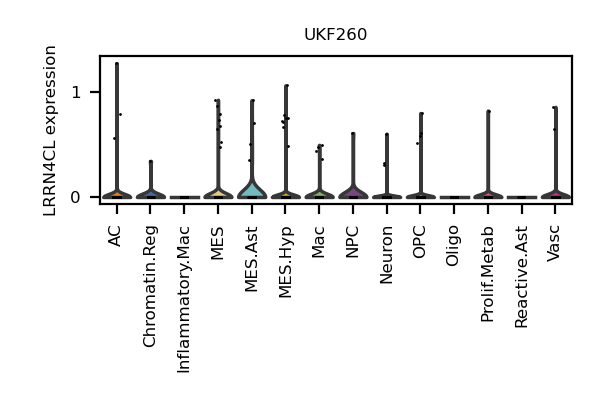 UKF260
LRRN4CL expression
1
0
AC
Chromatin.Reg
Inflammatory.Mac
MES
MES.Ast
MES.Hyp
Mac
NPC
Neuron
OPC
Oligo
Prolif.Metab
Reactive.Ast
Vasc